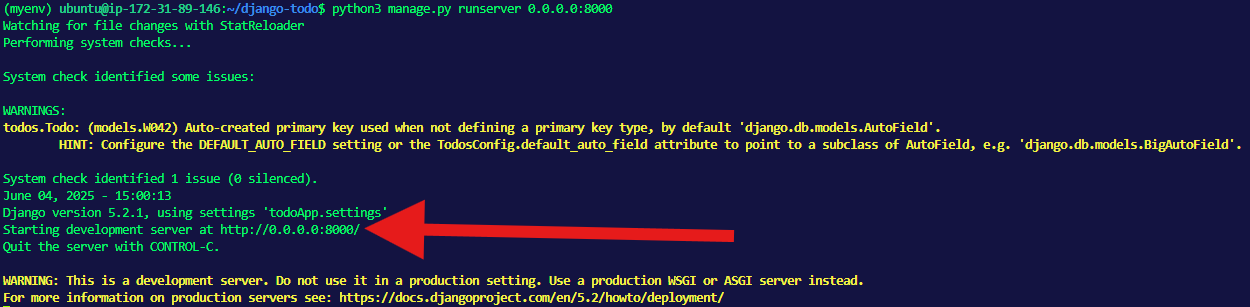 (myenv) ubuntu@ip-172-31-89-146:~/django-todo$ python3 manage.py runserver 0.0.0.0:8000
Watching for file changes with StatReloader
Performing system checks...
System check identified some issues:
WARNINGS:
todos.Todo: (models.W042) Auto-created primary key used when not defining a primary key type, by default 'django.db.models.AutoField'.
HINT: Configure the DEFAULT_AUTO_FIELD setting or the TodosConfig.default_auto_field attribute to point to a subclass of AutoField, e.g. 'django.db.models.BigAutoField'.
System check identified 1 issue (0 silenced).
June 04, 2025 - 15:00:13
Django version 5.2.1, using settings 'todoApp.settings'
Starting development server at http://0.0.0.0:8000/
Quit the server with CONTROL-C.
WARNING: This is a development server. Do not use it in a production setting. Use a production WSGI or ASGI server instead.
For more information on production servers see: https://docs.djangoproject.com/en/5.2/howto/deployment/